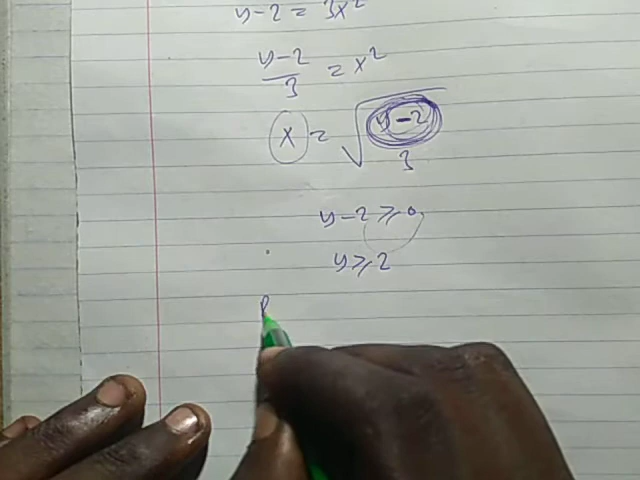 y-2 = 3x²
y-2/3 = x²
x = √y-2/3
y-2 ≥ 0
y ≥ 2
R